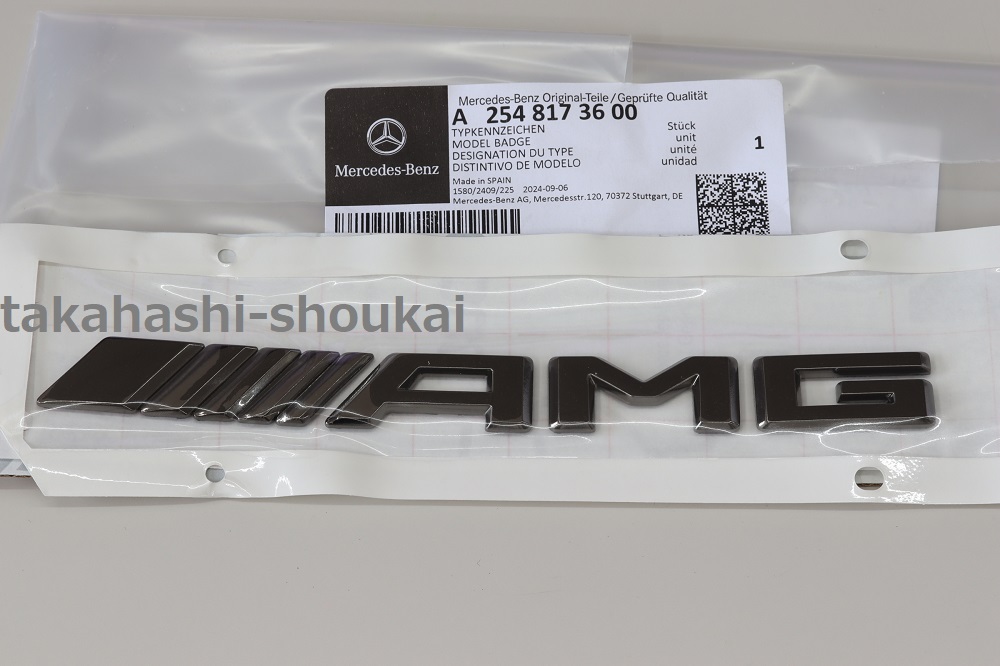 Mercedes-Benz Original-Teile/Geprüfte Qualität
A 254 817 36 00
TYPKENNZEICHEN
MODEL BADGE
DESIGNATION DU TYPE
DISTINTIVO DE MODELO
Stück
unit
unité
unidad
1
Made in SPAIN
1580/2409/225 2024-09-06
Mercedes-Benz AG, Mercedesstr.120, 70372 Stuttgart, DE
Mercedes-Benz
takahashi-shoukai
AMG